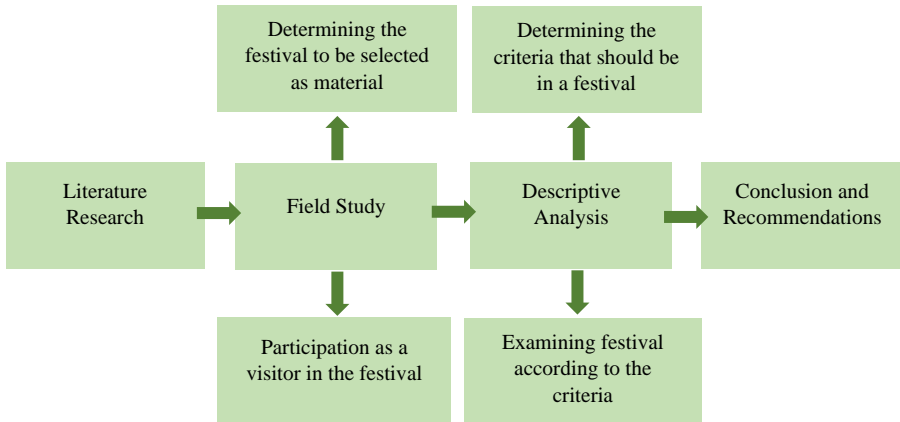 Determining the
festival to be selected
as material
Determining the
criteria that should be
in a festival
Literature
Research
Field Study
Descriptive
Analysis
Conclusion and
Recommendations
Participation as a
visitor in the festival
Examining festival
according to the
criteria